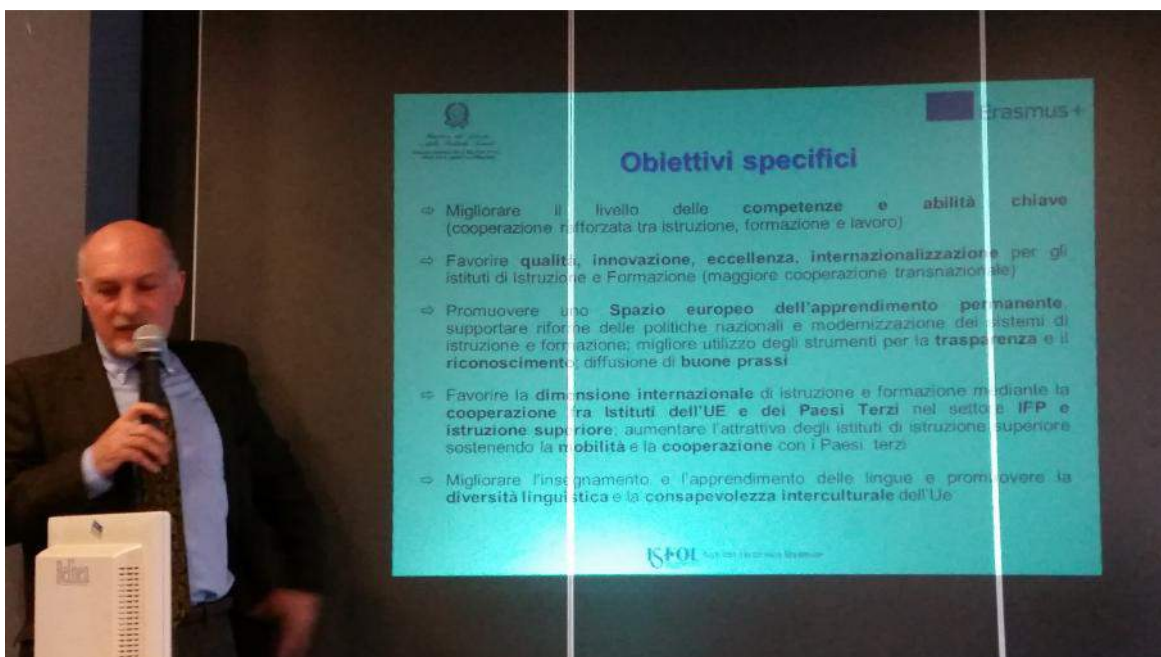 Erasmus+
Obiettivi specifici
⇨ Migliorare il livello delle competenze e abilità chiave
(cooperazione rafforzata tra istruzione, formazione e lavoro)
⇨ Favorire qualità, innovazione, eccellenza, internazionalizzazione per gli
istituti di Istruzione e Formazione (maggiore cooperazione transnazionale)
⇨ Promuovere uno Spazio europeo dell'apprendimento permanente,
supportare riforme delle politiche nazionali e modernizzazione dei sistemi di
istruzione e formazione; migliore utilizzo degli strumenti per la trasparenza e il
riconoscimento; diffusione di buone prassi
⇨ Favorire la dimensione internazionale di istruzione e formazione mediante la
cooperazione fra Istituti dell'UE e dei Paesi Terzi nel settore IFP e
istruzione superiore; aumentare l'attrattiva degli istituti di istruzione superiore
sostenendo la mobilità e la cooperazione con i Paesi terzi
⇨ Migliorare l'insegnamento e l'apprendimento delle lingue e promuovere la
diversità linguistica e la consapevolezza interculturale dell'Ue
ISFOL
Belinea